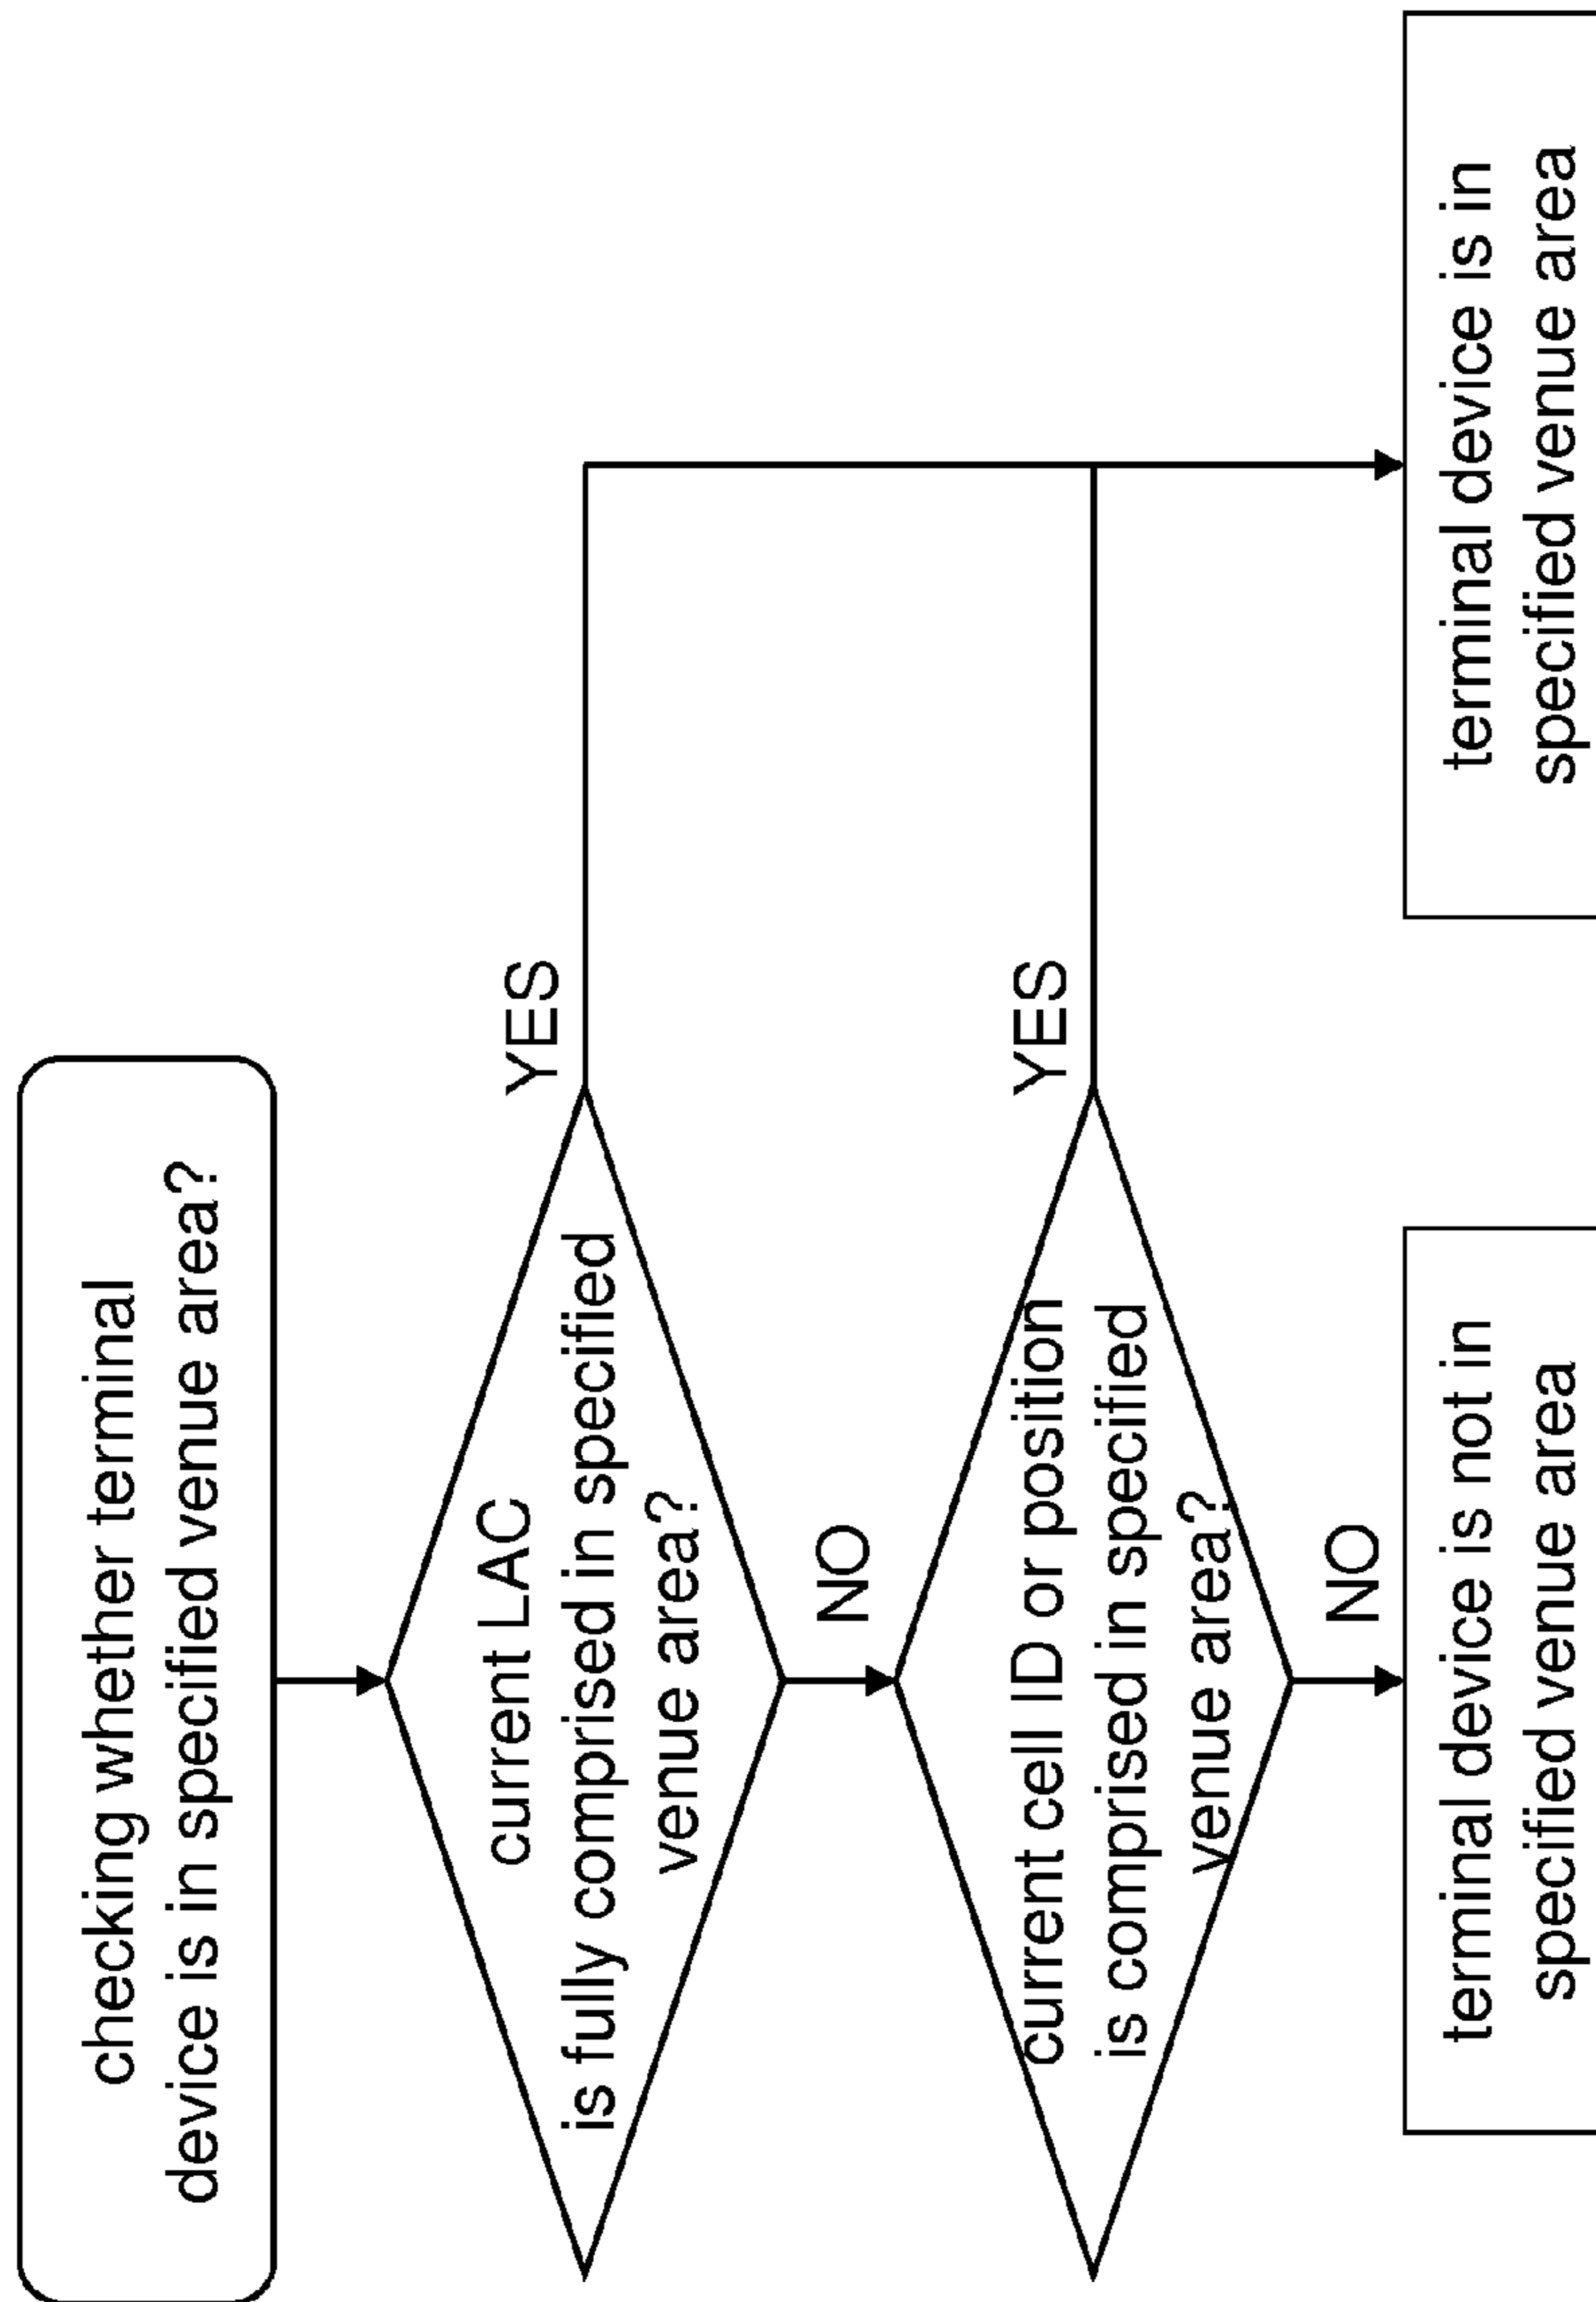 checking whether terminal
device is in specified venue area?
current LAC
is fully comprised in specified
venue area?
YES
NO
current cell ID or position
is comprised in specified
venue area?
YES
NO
terminal device is not in
specified venue area
terminal device is in
specified venue area